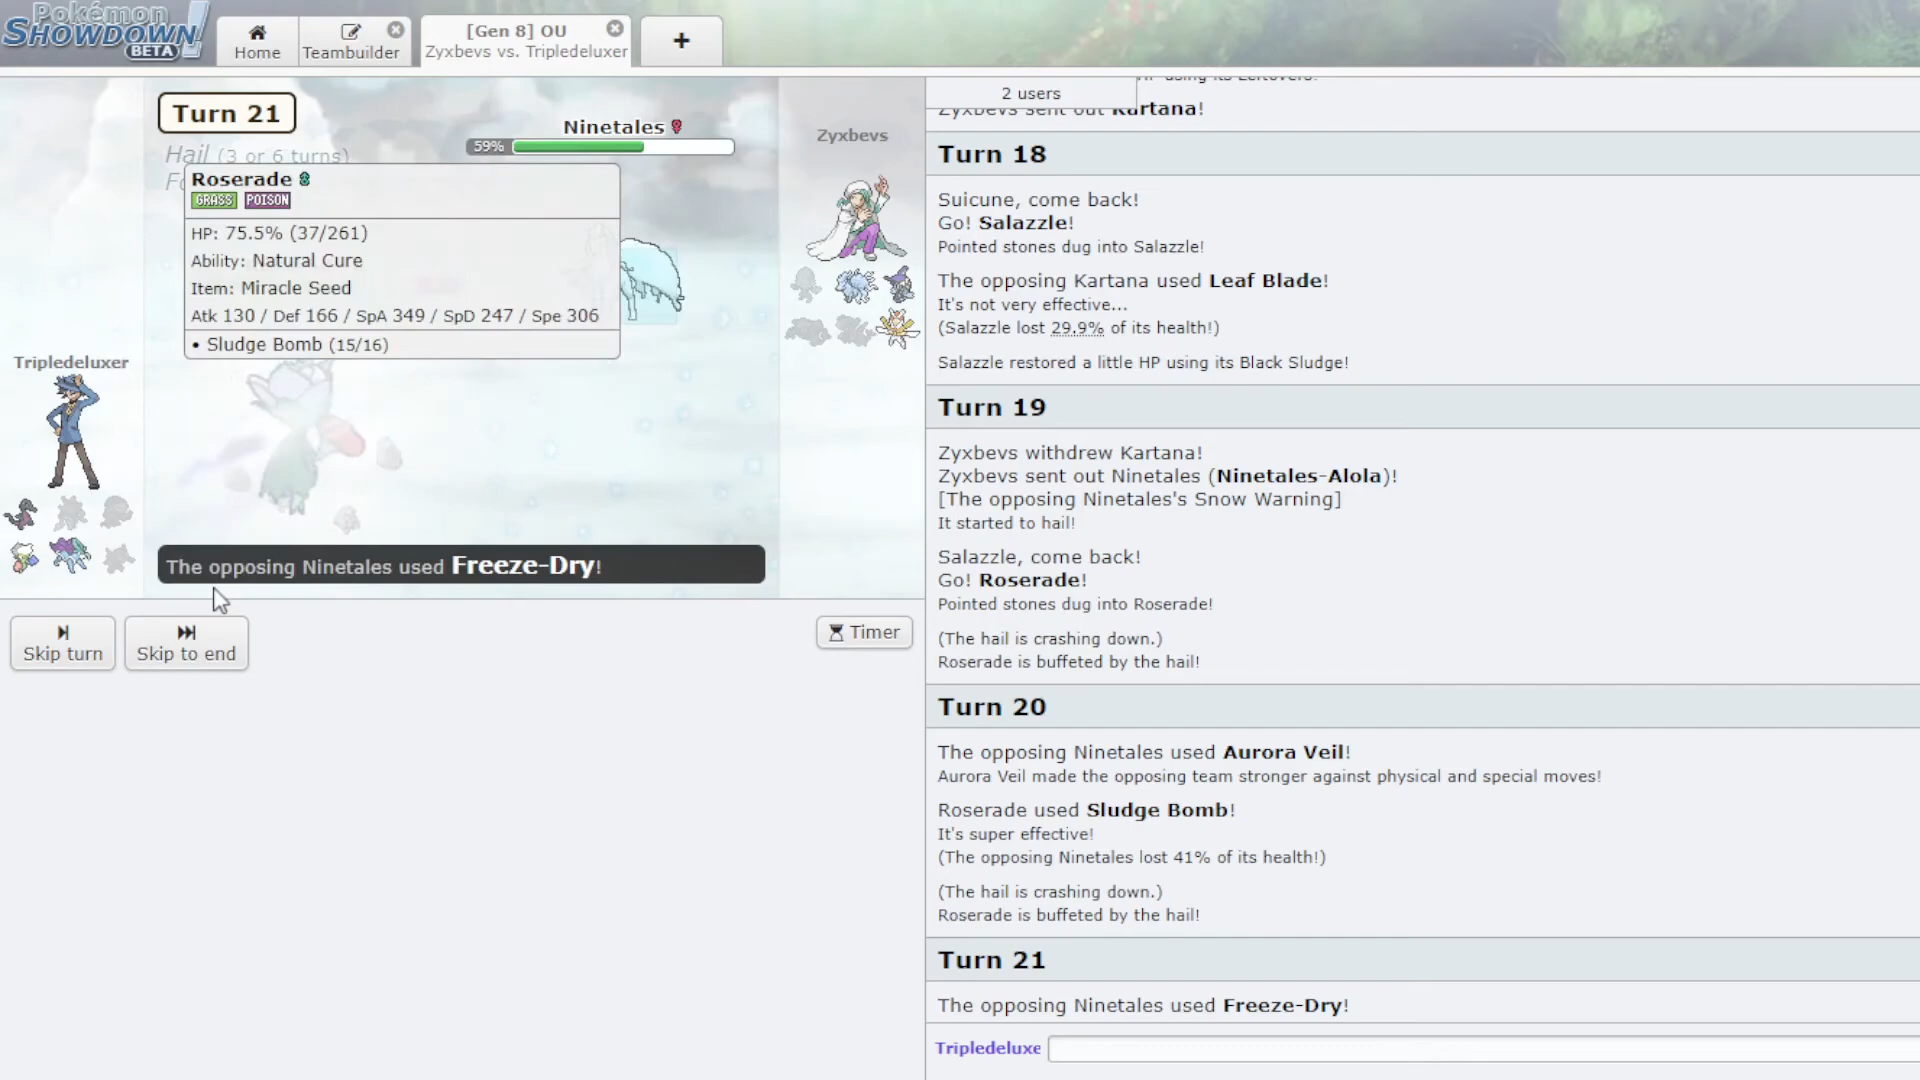 Pokémon
SHOWDOWN!
BETA
Home
Teambuilder
[Gen 8] OU
Zyxbevs vs. Tripledeluxer
+
Turn 21
Hail (3 or 6 turns)
Ninetales
59%
Zyxbevs
Roserade
GRASS POISON
HP: 75.5% (37/261)
Ability: Natural Cure
Item: Miracle Seed
Atk 130 / Def 166 / SpA 349 / SpD 247 / Spe 306
• Sludge Bomb (15/16)
Tripledeluxer
The opposing Ninetales used Freeze-Dry!
Skip turn
Skip to end
Timer
2 users
Zyxbevs sent out Kartana!
Turn 18
Suicune, come back!
Go! Salazzle!
Pointed stones dug into Salazzle!
The opposing Kartana used Leaf Blade!
It's not very effective...
(Salazzle lost 29.9% of its health!)
Salazzle restored a little HP using its Black Sludge!
Turn 19
Zyxbevs withdrew Kartana!
Zyxbevs sent out Ninetales (Ninetales-Alola)!
[The opposing Ninetales's Snow Warning]
It started to hail!
Salazzle, come back!
Go! Roserade!
Pointed stones dug into Roserade!
(The hail is crashing down.)
Roserade is buffeted by the hail!
Turn 20
The opposing Ninetales used Aurora Veil!
Aurora Veil made the opposing team stronger against physical and special moves!
Roserade used Sludge Bomb!
It's super effective!
(The opposing Ninetales lost 41% of its health!)
(The hail is crashing down.)
Roserade is buffeted by the hail!
Turn 21
The opposing Ninetales used Freeze-Dry!
Tripledeluxe